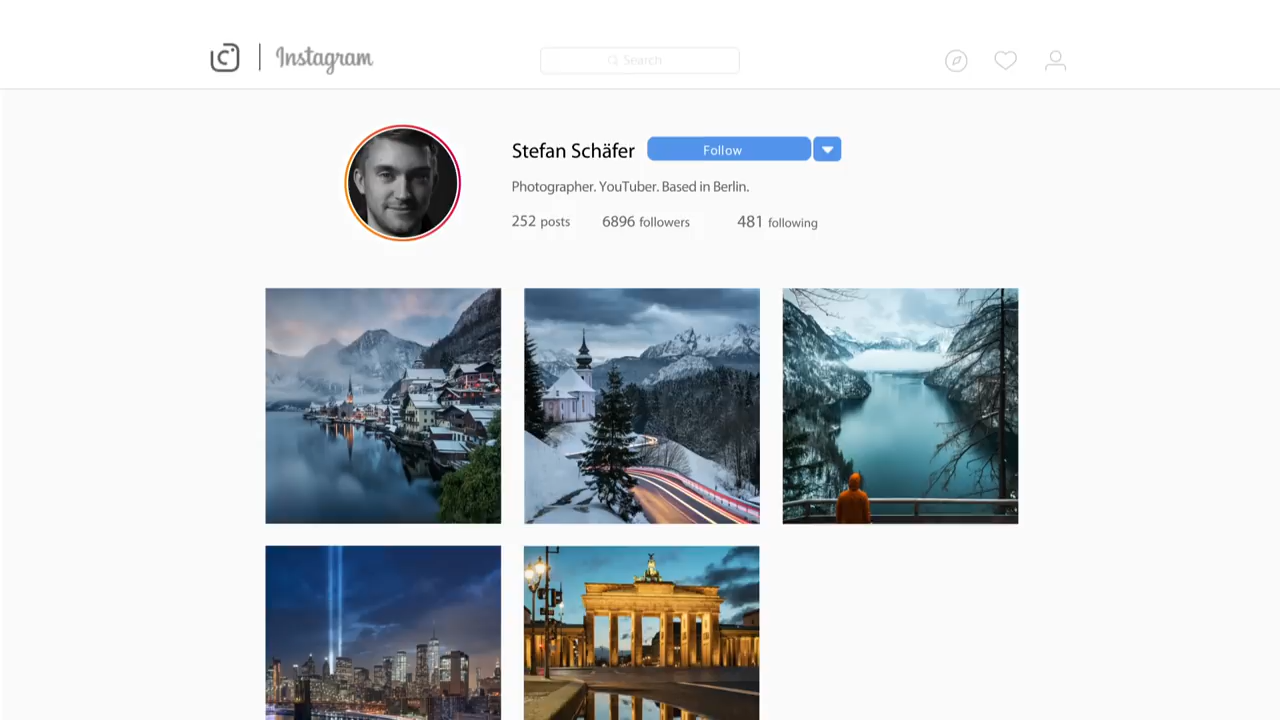 Instagram
Search
Stefan Schäfer
Follow
Photographer. YouTuber. Based in Berlin.
252 posts 6896 followers 481 following